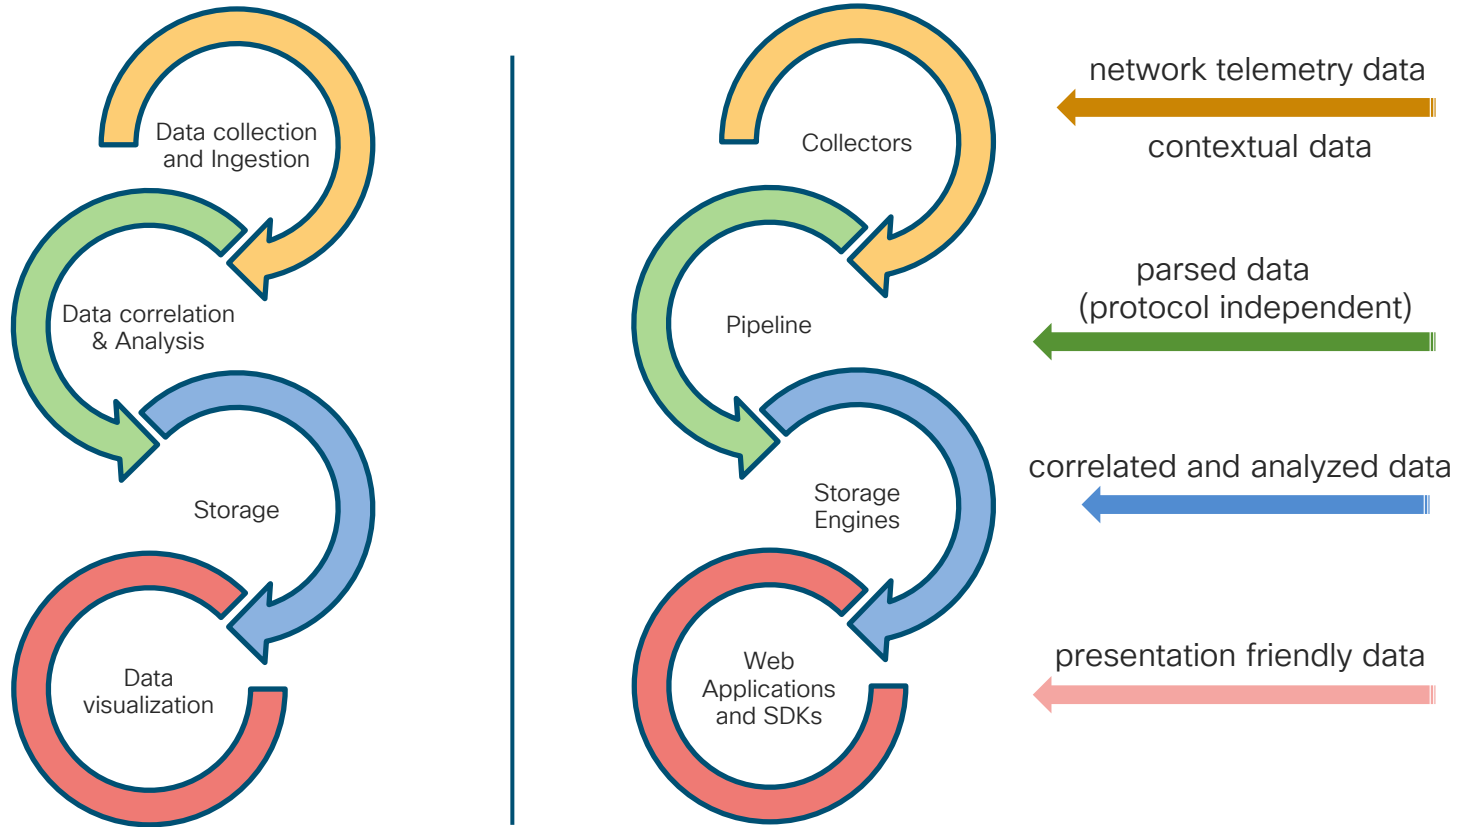 Data collection
and Ingestion
Data correlation
& Analysis
Storage
Data
visualization
Collectors
Pipeline
Storage
Engines
Web
Applications
and SDKs
network telemetry data
contextual data
parsed data
(protocol independent)
correlated and analyzed data
presentation friendly data